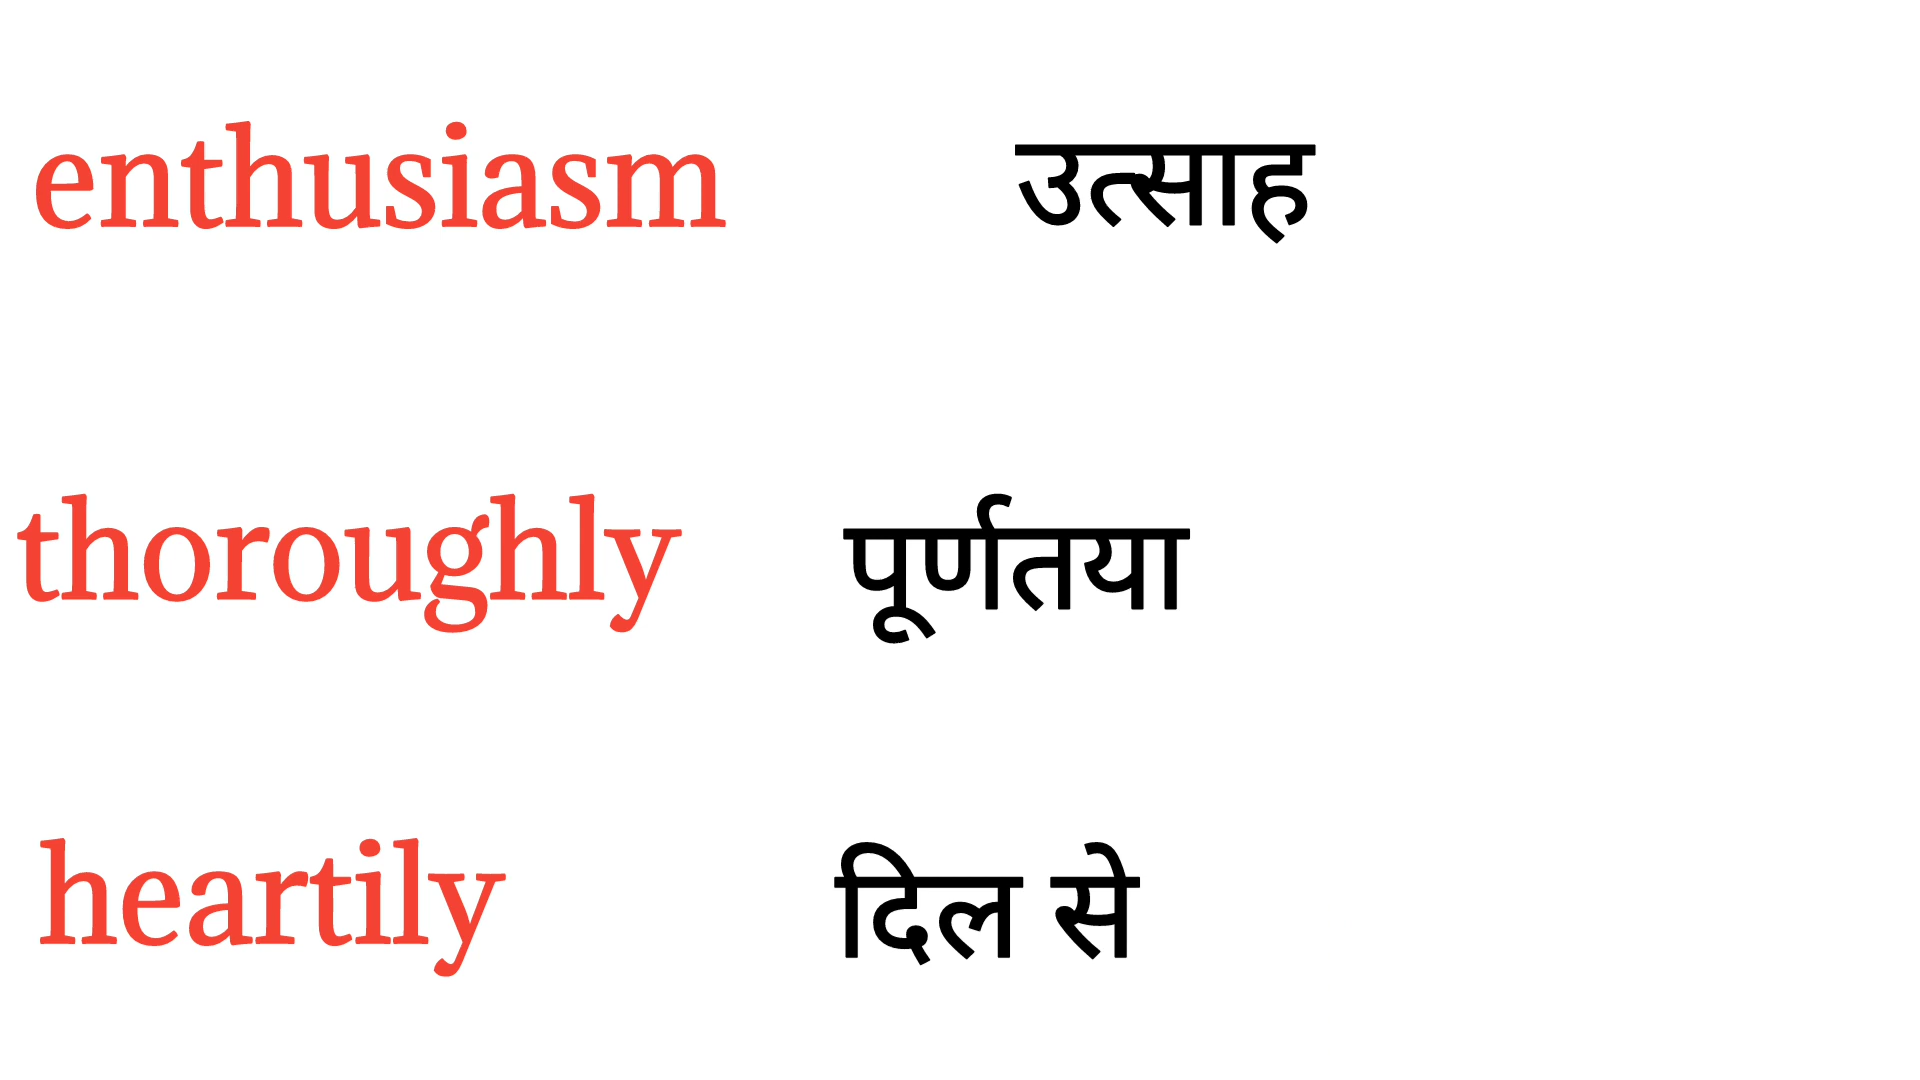 enthusiasm उत्साह
thoroughly पूर्णतया
heartily दिल से